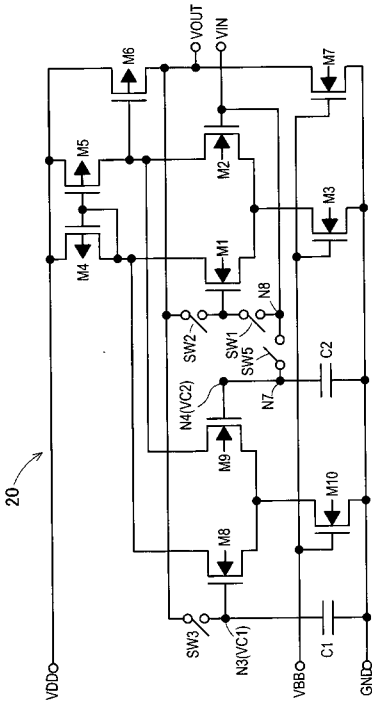 20
VDD
M4
M5
M6
VOUT
VIN
M1
M2
SW2
SW1
N8
SW5
N7
N4(VC2)
M8
M9
SW3
N3(VC1)
C1
C2
M10
M3
M7
VBB
GND